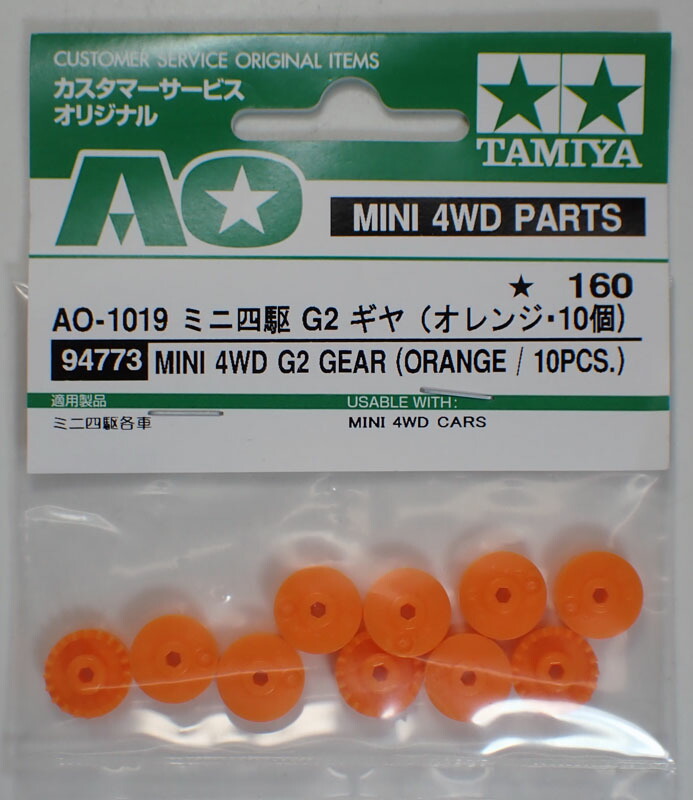 CUSTOMER SERVICE ORIGINAL ITEMS
カスタマーサービス
オリジナル
TAMIYA
AO
MINI 4WD PARTS
★ 160
AO-1019 ミニ四駆 G2 ギヤ（オレンジ・10個）
94773 MINI 4WD G2 GEAR (ORANGE / 10PCS.)
適用製品 USABLE WITH:
ミニ四駆各車 MINI 4WD CARS